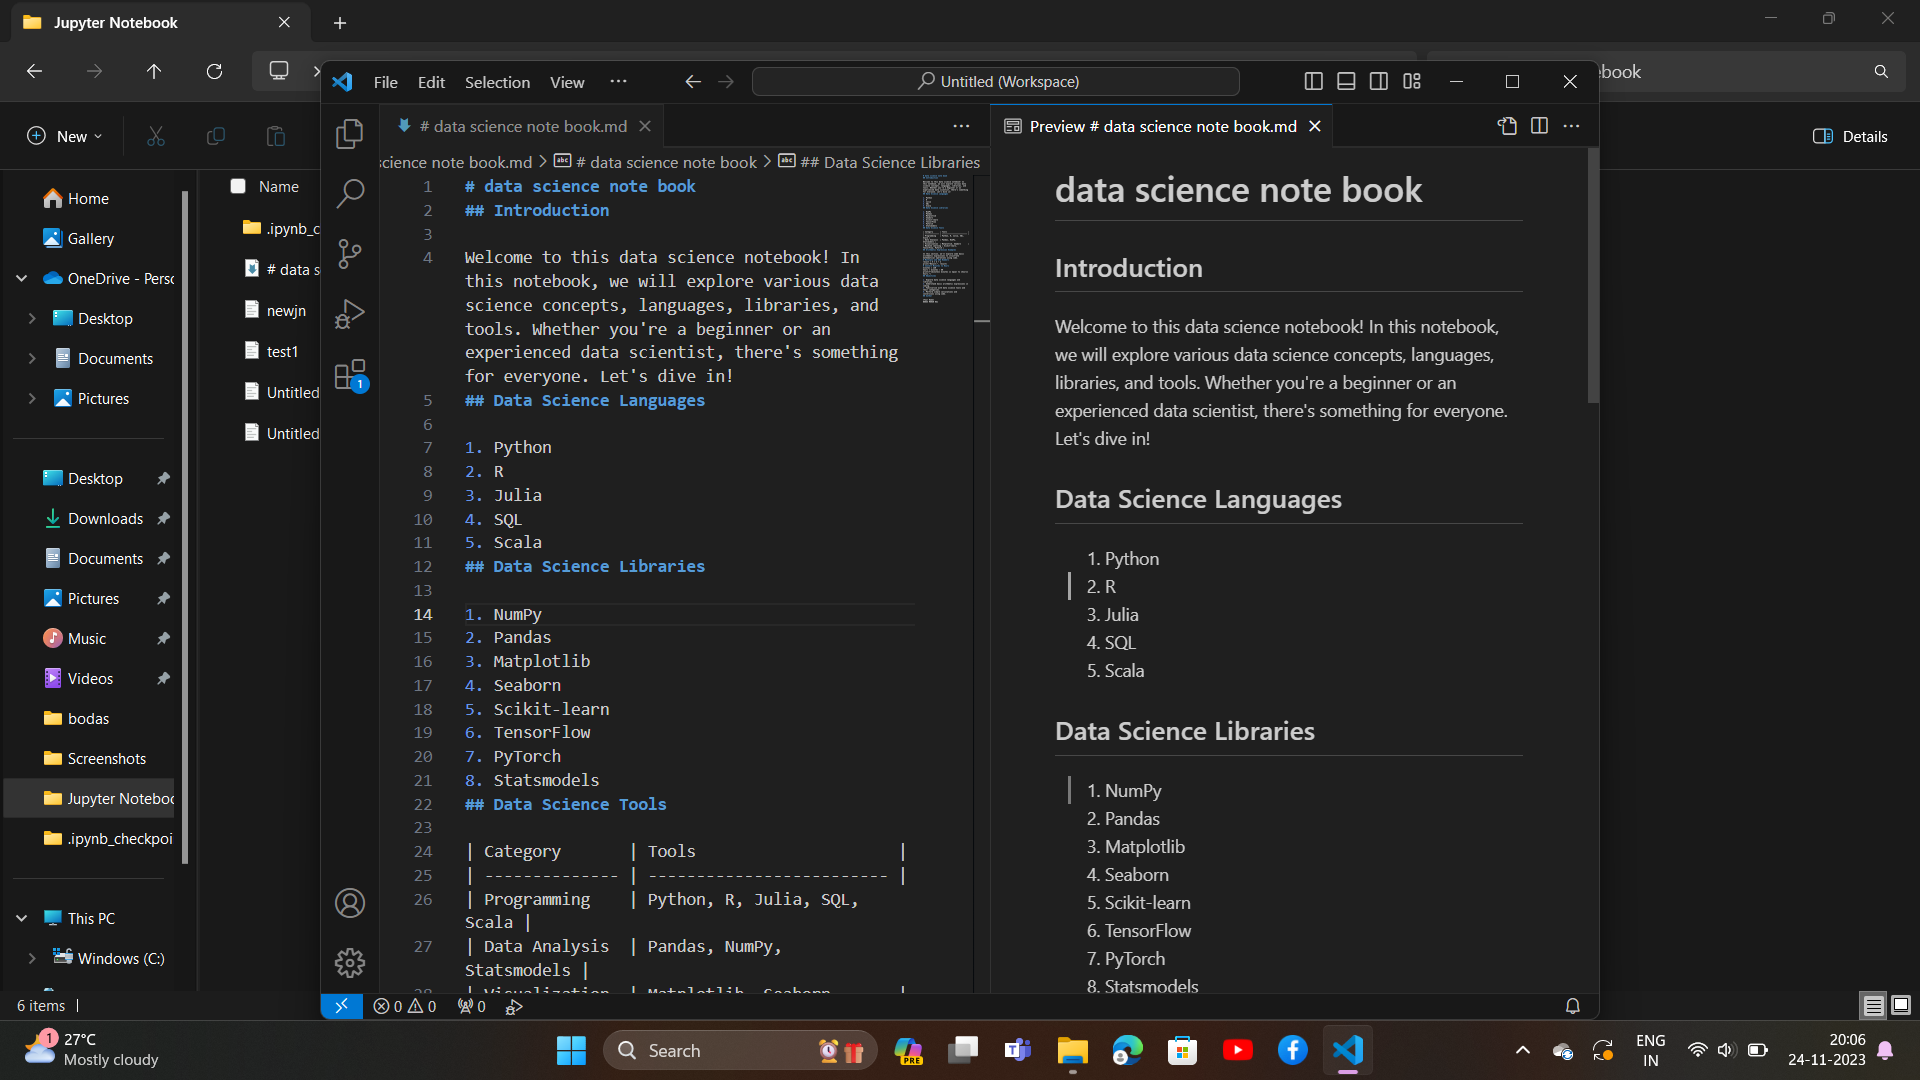 Jupyter Notebook
book
New
Details
Home
Gallery
OneDrive - Perso
Desktop
Documents
Pictures
Desktop
Downloads
Documents
Pictures
Music
Videos
bodas
Screenshots
Jupyter Noteboo
.ipynb_checkpoi
This PC
Windows (C:)
6 items
Name
.ipynb_c
# data s
newjn
test1
Untitled
Untitled
File Edit Selection View ···
Untitled (Workspace)
# data science note book.md
science note book.md > # data science note book > ## Data Science Libraries
1 # data science note book
2 ## Introduction
3
4 Welcome to this data science notebook! In
this notebook, we will explore various data
science concepts, languages, libraries, and
tools. Whether you're a beginner or an
experienced data scientist, there's something
for everyone. Let's dive in!
5 ## Data Science Languages
6
7 1. Python
8 2. R
9 3. Julia
10 4. SQL
11 5. Scala
12 ## Data Science Libraries
13
14 1. NumPy
15 2. Pandas
16 3. Matplotlib
17 4. Seaborn
18 5. Scikit-learn
19 6. TensorFlow
20 7. PyTorch
21 8. Statsmodels
22 ## Data Science Tools
23
24 | Category | Tools |
25 | -------------- | ------------------------- |
26 | Programming | Python, R, Julia, SQL,
Scala |
27 | Data Analysis | Pandas, NumPy,
Statsmodels |
28 | Visualization | Matplotlib, Seaborn |
Preview # data science note book.md
data science note book
Introduction
Welcome to this data science notebook! In this notebook,
we will explore various data science concepts, languages,
libraries, and tools. Whether you're a beginner or an
experienced data scientist, there's something for everyone.
Let's dive in!
Data Science Languages
1. Python
2. R
3. Julia
4. SQL
5. Scala
Data Science Libraries
1. NumPy
2. Pandas
3. Matplotlib
4. Seaborn
5. Scikit-learn
6. TensorFlow
7. PyTorch
8. Statsmodels
1
0 0 0
1
27°C
Mostly cloudy
Search
PRE
ENG
IN
20:06
24-11-2023